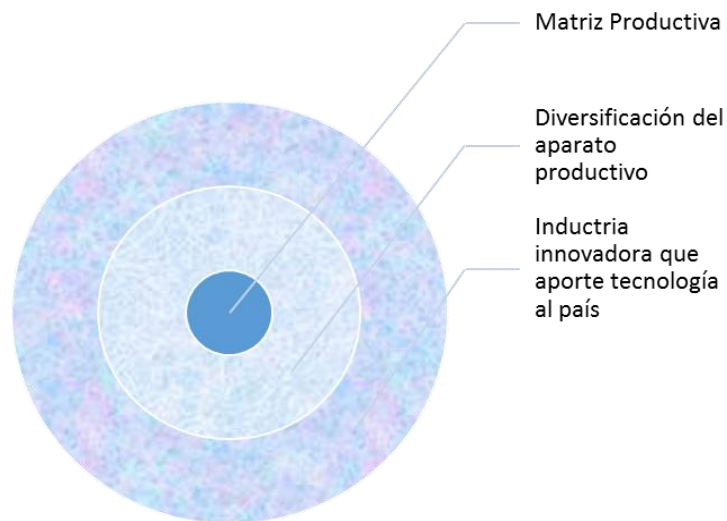 Matriz Productiva
Diversificación del
aparato
productivo
Inductria
innovadora que
aporte tecnología
al país